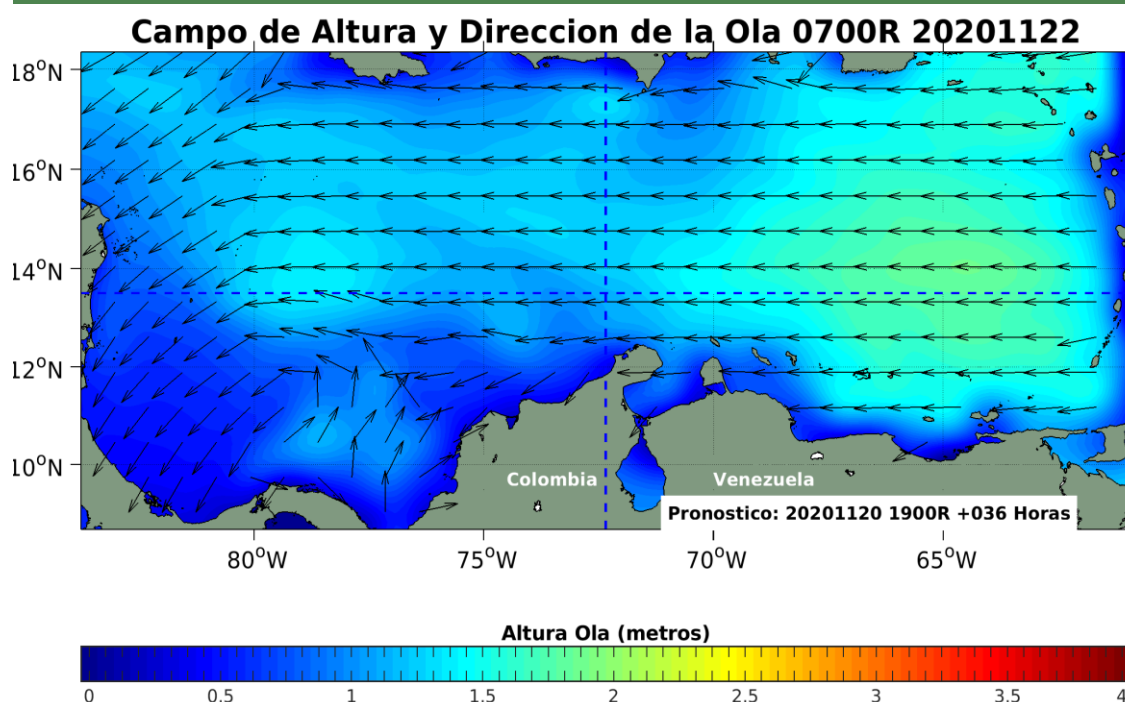 Campo de Altura y Direccion de la Ola 0700R 20201122
18°N
16°N
14°N
12°N
10°N
Colombia
Venezuela
Pronostico: 20201120 1900R +036 Horas
80°W
75°W
70°W
65°W
Altura Ola (metros)
0
0.5
1
1.5
2
2.5
3
3.5
4